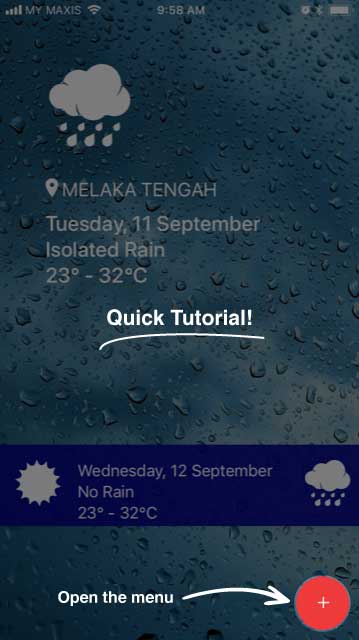 MY MAXIS 9:58 AM
MELAKA TENGAH
Tuesday, 11 September
Isolated Rain
23° - 32°C
Quick Tutorial!
Wednesday, 12 September
No Rain
23° - 32°C
Open the menu
+